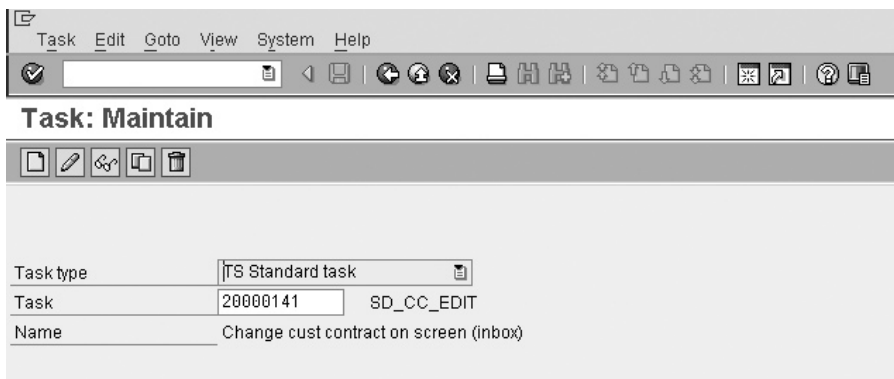 Task Edit Goto View System Help
Task: Maintain
Task type TS Standard task
Task 20000141 SD_CC_EDIT
Name Change cust contract on screen (inbox)